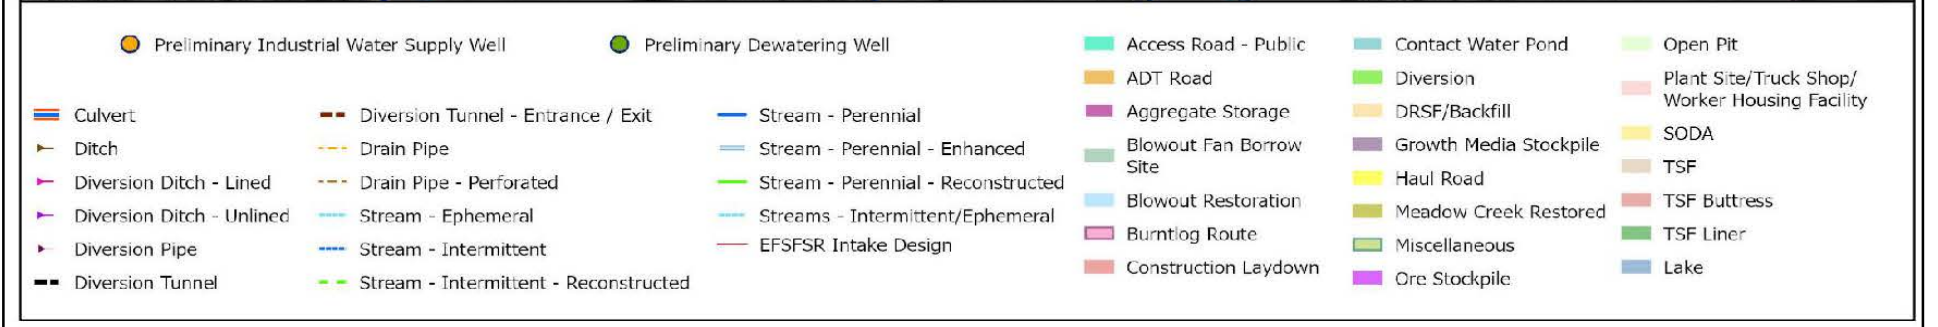 Preliminary Industrial Water Supply Well
Preliminary Dewatering Well
Culvert
Ditch
Diversion Ditch - Lined
Diversion Ditch - Unlined
Diversion Pipe
Diversion Tunnel
Diversion Tunnel - Entrance / Exit
Drain Pipe
Drain Pipe - Perforated
Stream - Ephemeral
Stream - Intermittent
Stream - Intermittent - Reconstructed
Stream - Perennial
Stream - Perennial - Enhanced
Stream - Perennial - Reconstructed
Streams - Intermittent/Ephemeral
EFSFSR Intake Design
Access Road - Public
ADT Road
Aggregate Storage
Blowout Fan Borrow
Site
Blowout Restoration
Burntlog Route
Construction Laydown
Contact Water Pond
Diversion
DRSF/Backfill
Growth Media Stockpile
Haul Road
Meadow Creek Restored
Miscellaneous
Ore Stockpile
Open Pit
Plant Site/Truck Shop/
Worker Housing Facility
SODA
TSF
TSF Buttress
TSF Liner
Lake